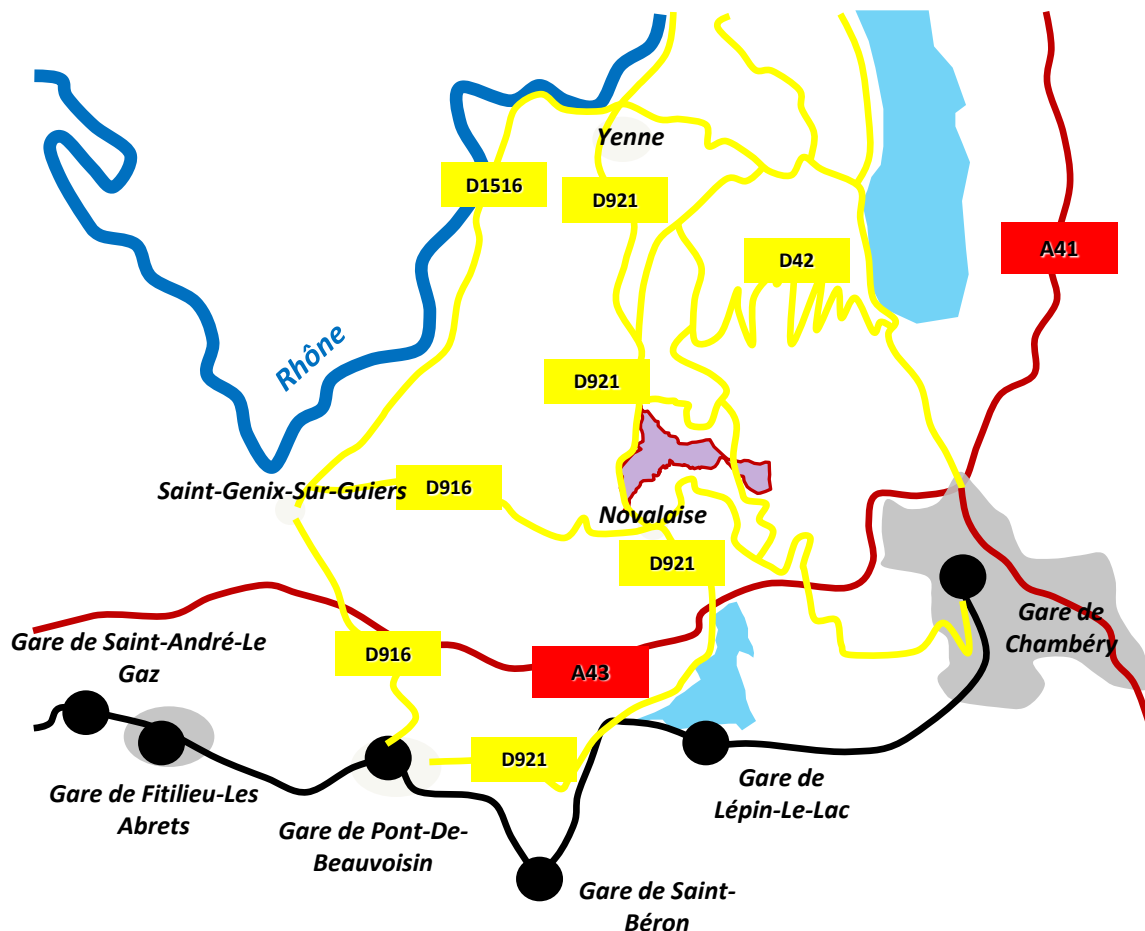 Yenne
D1516
D921
A41
D42
Rhône
D921
Saint-Genix-Sur-Guiers
D916
Novalaise
D921
Gare de
Chambéry
Gare de Saint-André-Le
Gaz
D916
A43
D921
Gare de
Lépin-Le-Lac
Gare de Fitilieu-Les
Abrets
Gare de Pont-De-
Beauvoisin
Gare de Saint-
Béron